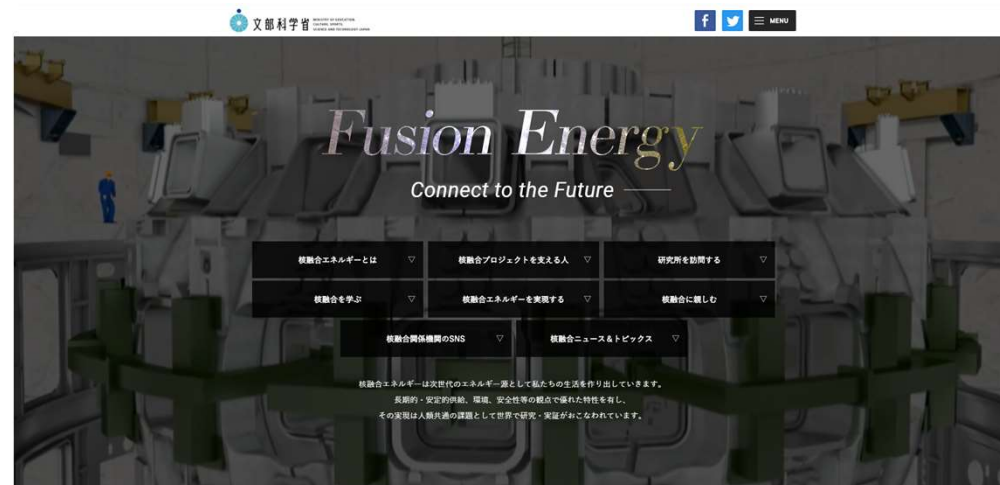 文部科学省
MINISTRY OF EDUCATION,
CULTURE, SPORTS,
SCIENCE AND TECHNOLOGY-JAPAN
f
MENU
Fusion Energy
Connect to the Future
核融合エネルギーとは ▽
核融合プロジェクトを支える人 ▽
研究所を訪問する ▽
核融合を学ぶ ▽
核融合エネルギーを実現する ▽
核融合に親しむ ▽
核融合関係機関のSNS ▽
核融合ニュース&トピックス ▽
核融合エネルギーは次世代のエネルギー源として私たちの生活を作り出していきます。
長期的・安定的供給、環境、安全性等の観点で優れた特性を有し、
その実現は人類共通の課題として世界で研究・実証がおこなわれています。